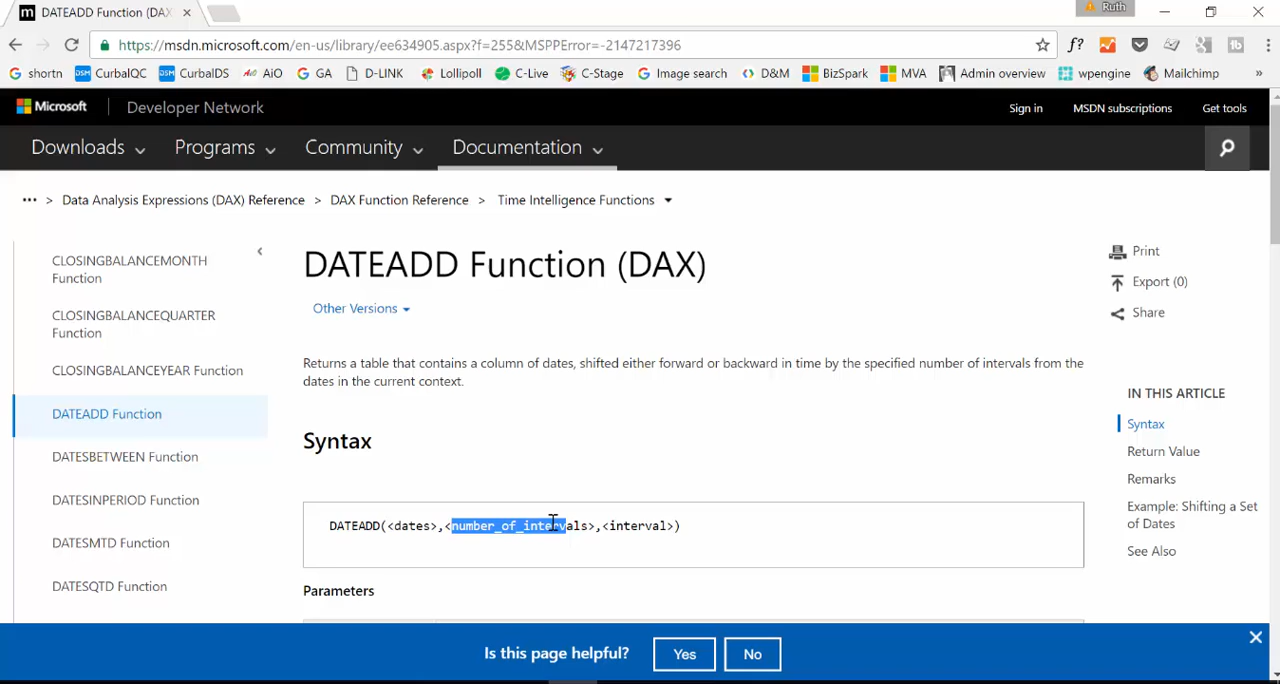 DATEADD Function (DAX
Ruth
https://msdn.microsoft.com/en-us/library/ee634905.aspx?f=255&MSPPError=-2147217396
f?
shortn CurbalQC CurbalDS AiO GA I-LINK Lollipoll C-Live C-Stage Image search D&M BizSpark MVA Admin overview wpengine Mailchimp »
Microsoft Developer Network Sign in MSDN subscriptions Get tools
Downloads Programs Community Documentation
••• > Data Analysis Expressions (DAX) Reference > DAX Function Reference > Time Intelligence Functions
CLOSINGBALANCEMONTH
Function
CLOSINGBALANCEQUARTER
Function
CLOSINGBALANCEYEAR Function
DATEADD Function
DATESBETWEEN Function
DATESINPERIOD Function
DATESMTD Function
DATESQTD Function
DATEADD Function (DAX)
Other Versions
Returns a table that contains a column of dates, shifted either forward or backward in time by the specified number of intervals from the
dates in the current context.
Syntax
DATEADD(<dates>,<number_of_intervals>,<interval>)
Parameters
Print
Export (0)
Share
IN THIS ARTICLE
Syntax
Return Value
Remarks
Example: Shifting a Set
of Dates
See Also
Is this page helpful? Yes No